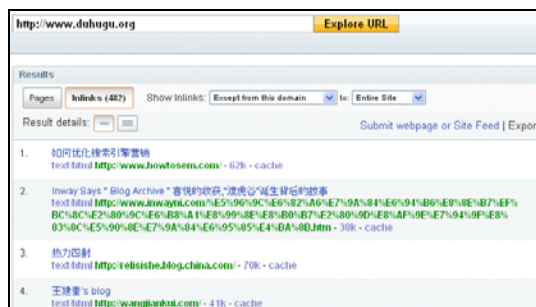 http://www.duhugu.org Explore URL
Results
Pages Inlinks (482) Show Inlinks: Except from this domain to: Entire Site
Result details: Submit webpage or Site Feed | Expor
1. 如何优化搜索引擎营销
text/html http://www.howtosem.com/ - 62k - cache
2. Inway Says " Blog Archive " 喜悦的收获,"渡虎谷"诞生背后的故事
text/html http://www.inwayni.com/%E5%96%9C%E6%82%A6%E7%9A%84%E6%94%B6%E8%8E%B7%EF%
BC%8C%E2%80%9C%E6%B8%A1%E8%99%8E%E8%B0%B7%E2%80%9D%E8%AF%9E%E7%94%9F%E8%
83%8C%E5%90%8E%E7%9A%84%E6%95%85%E4%BA%8B.htm - 38k - cache
3. 热力四射
text/html http://relisishe.blog.china.com/ - 70k - cache
4. 王建奎's blog
text/html http://wangjiankui.com/ - 41k - cache